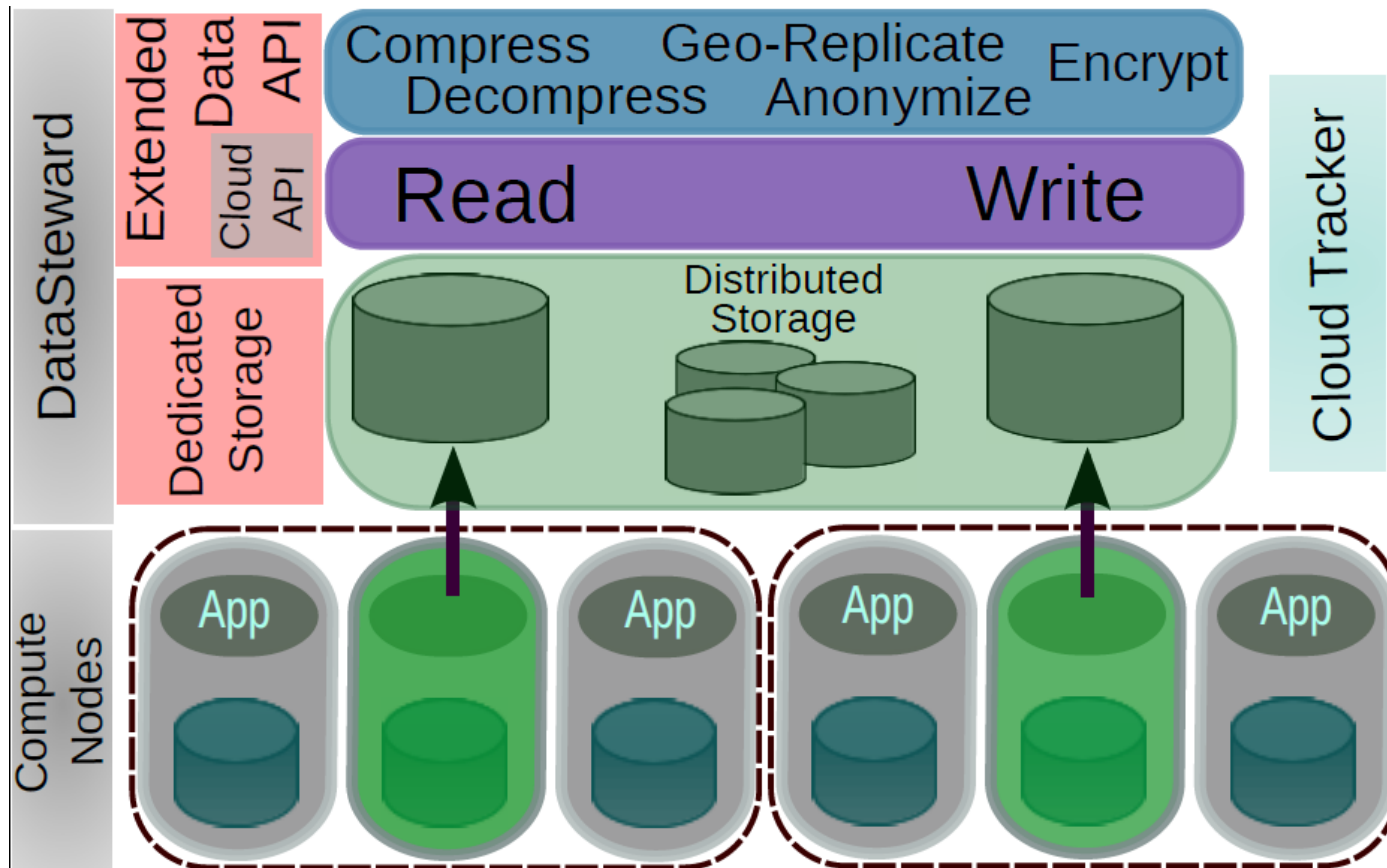 DataSteward
Extended
Data
API
Cloud
API
Compress
Geo-Replicate
Encrypt
Decompress
Anonymize
Read
Write
Dedicated
Storage
Distributed
Storage
Cloud Tracker
Compute
Nodes
App
App
App
App